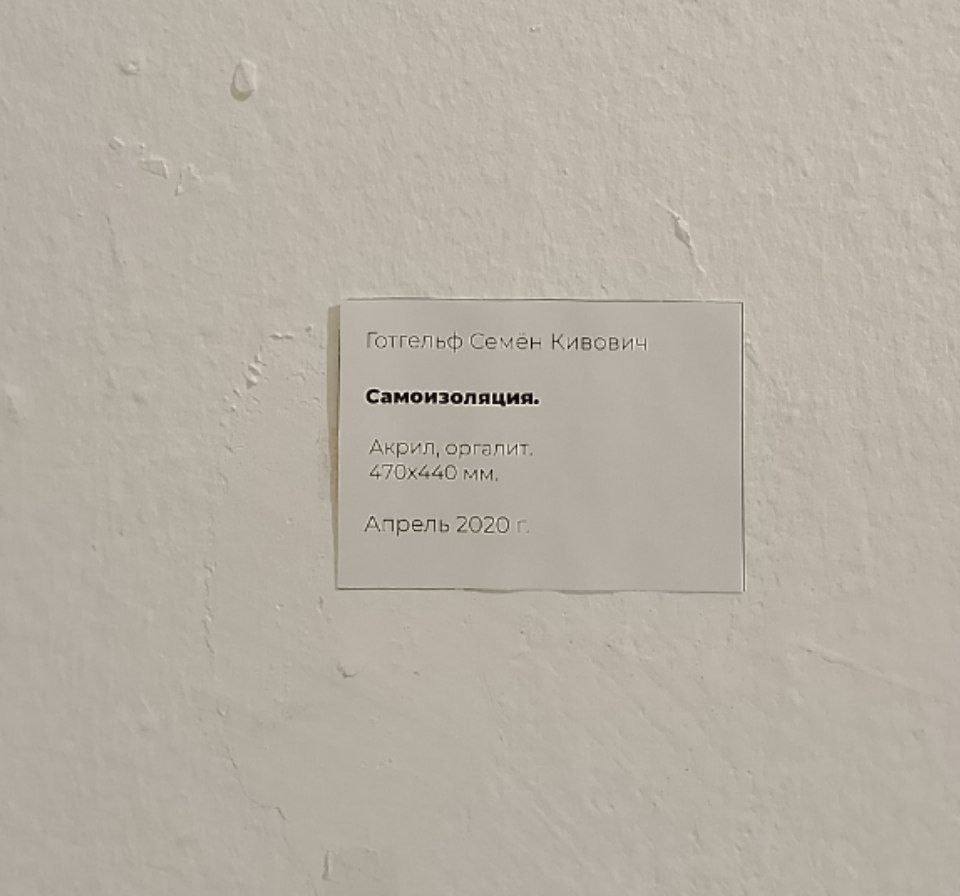 Готгельф Семён Кивович
Самоизоляция.
Акрил, оргалит.
470х440 мм.
Апрель 2020 г.